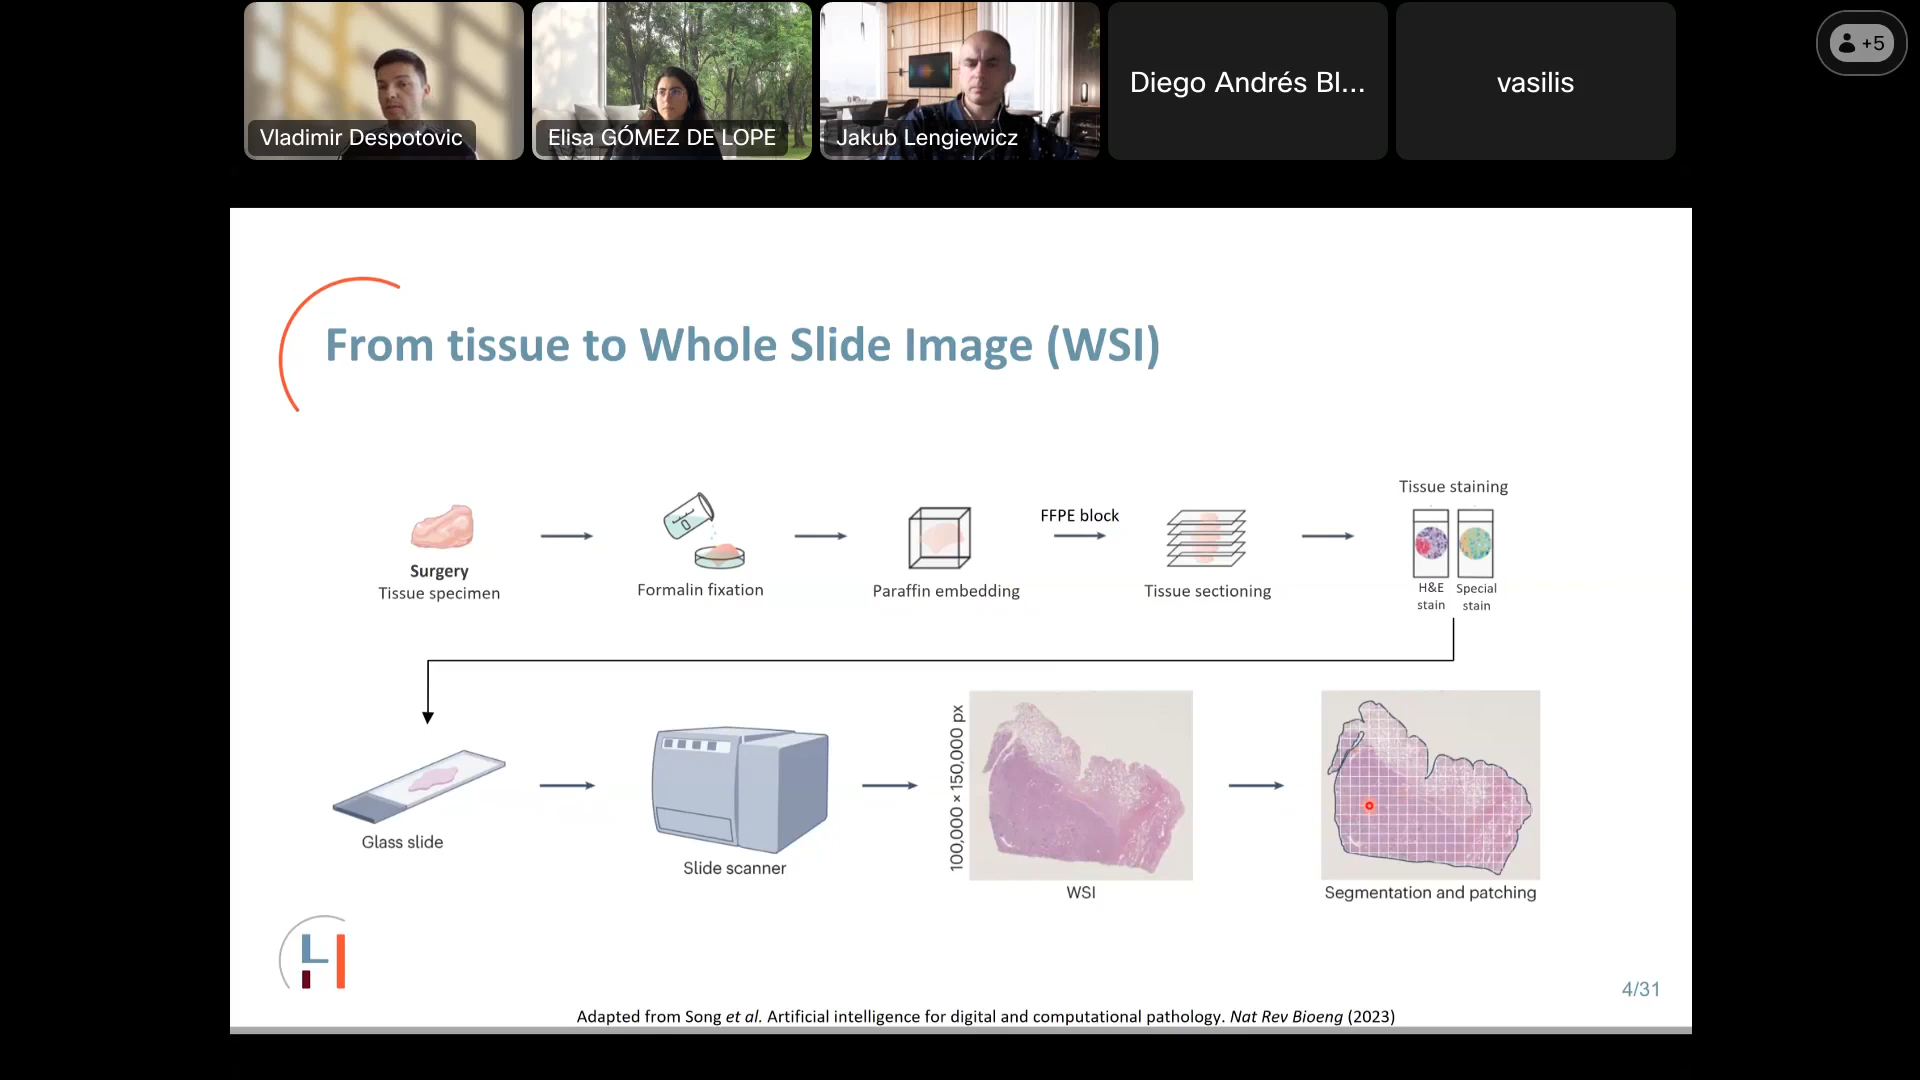 Vladimir Despotovic
Elisa GÓMEZ DE LOPE
Jakub Lengiewicz
Diego Andrés Bl...
vasilis
+5
From tissue to Whole Slide Image (WSI)
Surgery
Tissue specimen
Formalin fixation
Paraffin embedding
FFPE block
Tissue sectioning
Tissue staining
H&E
stain
Special
stain
Glass slide
Slide scanner
100,000 × 150,000 px
WSI
Segmentation and patching
4/31
Adapted from Song et al. Artificial intelligence for digital and computational pathology. Nat Rev Bioeng (2023)